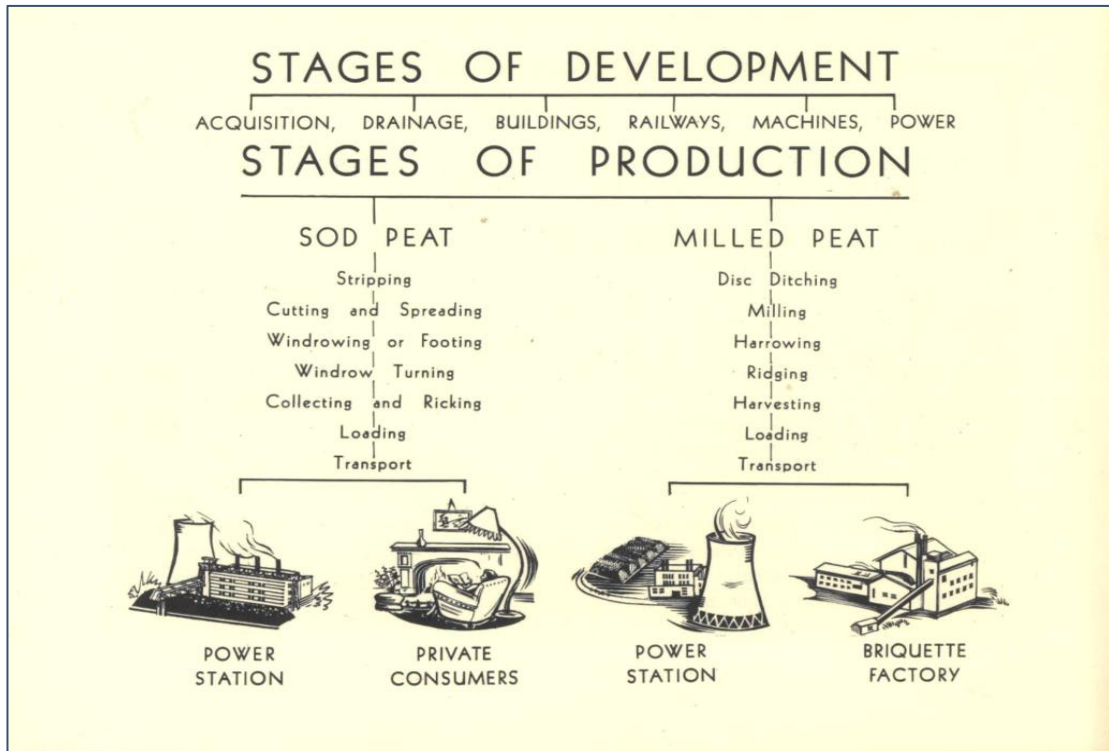 STAGES OF DEVELOPMENT
ACQUISITION, DRAINAGE, BUILDINGS, RAILWAYS, MACHINES, POWER
STAGES OF PRODUCTION
SOD PEAT
Stripping
Cutting and Spreading
Windrowing or Footing
Windrow Turning
Collecting and Ricking
Loading
Transport
POWER
STATION
PRIVATE
CONSUMERS
MILLED PEAT
Disc Ditching
Milling
Harrowing
Ridging
Harvesting
Loading
Transport
POWER
STATION
BRIQUETTE
FACTORY